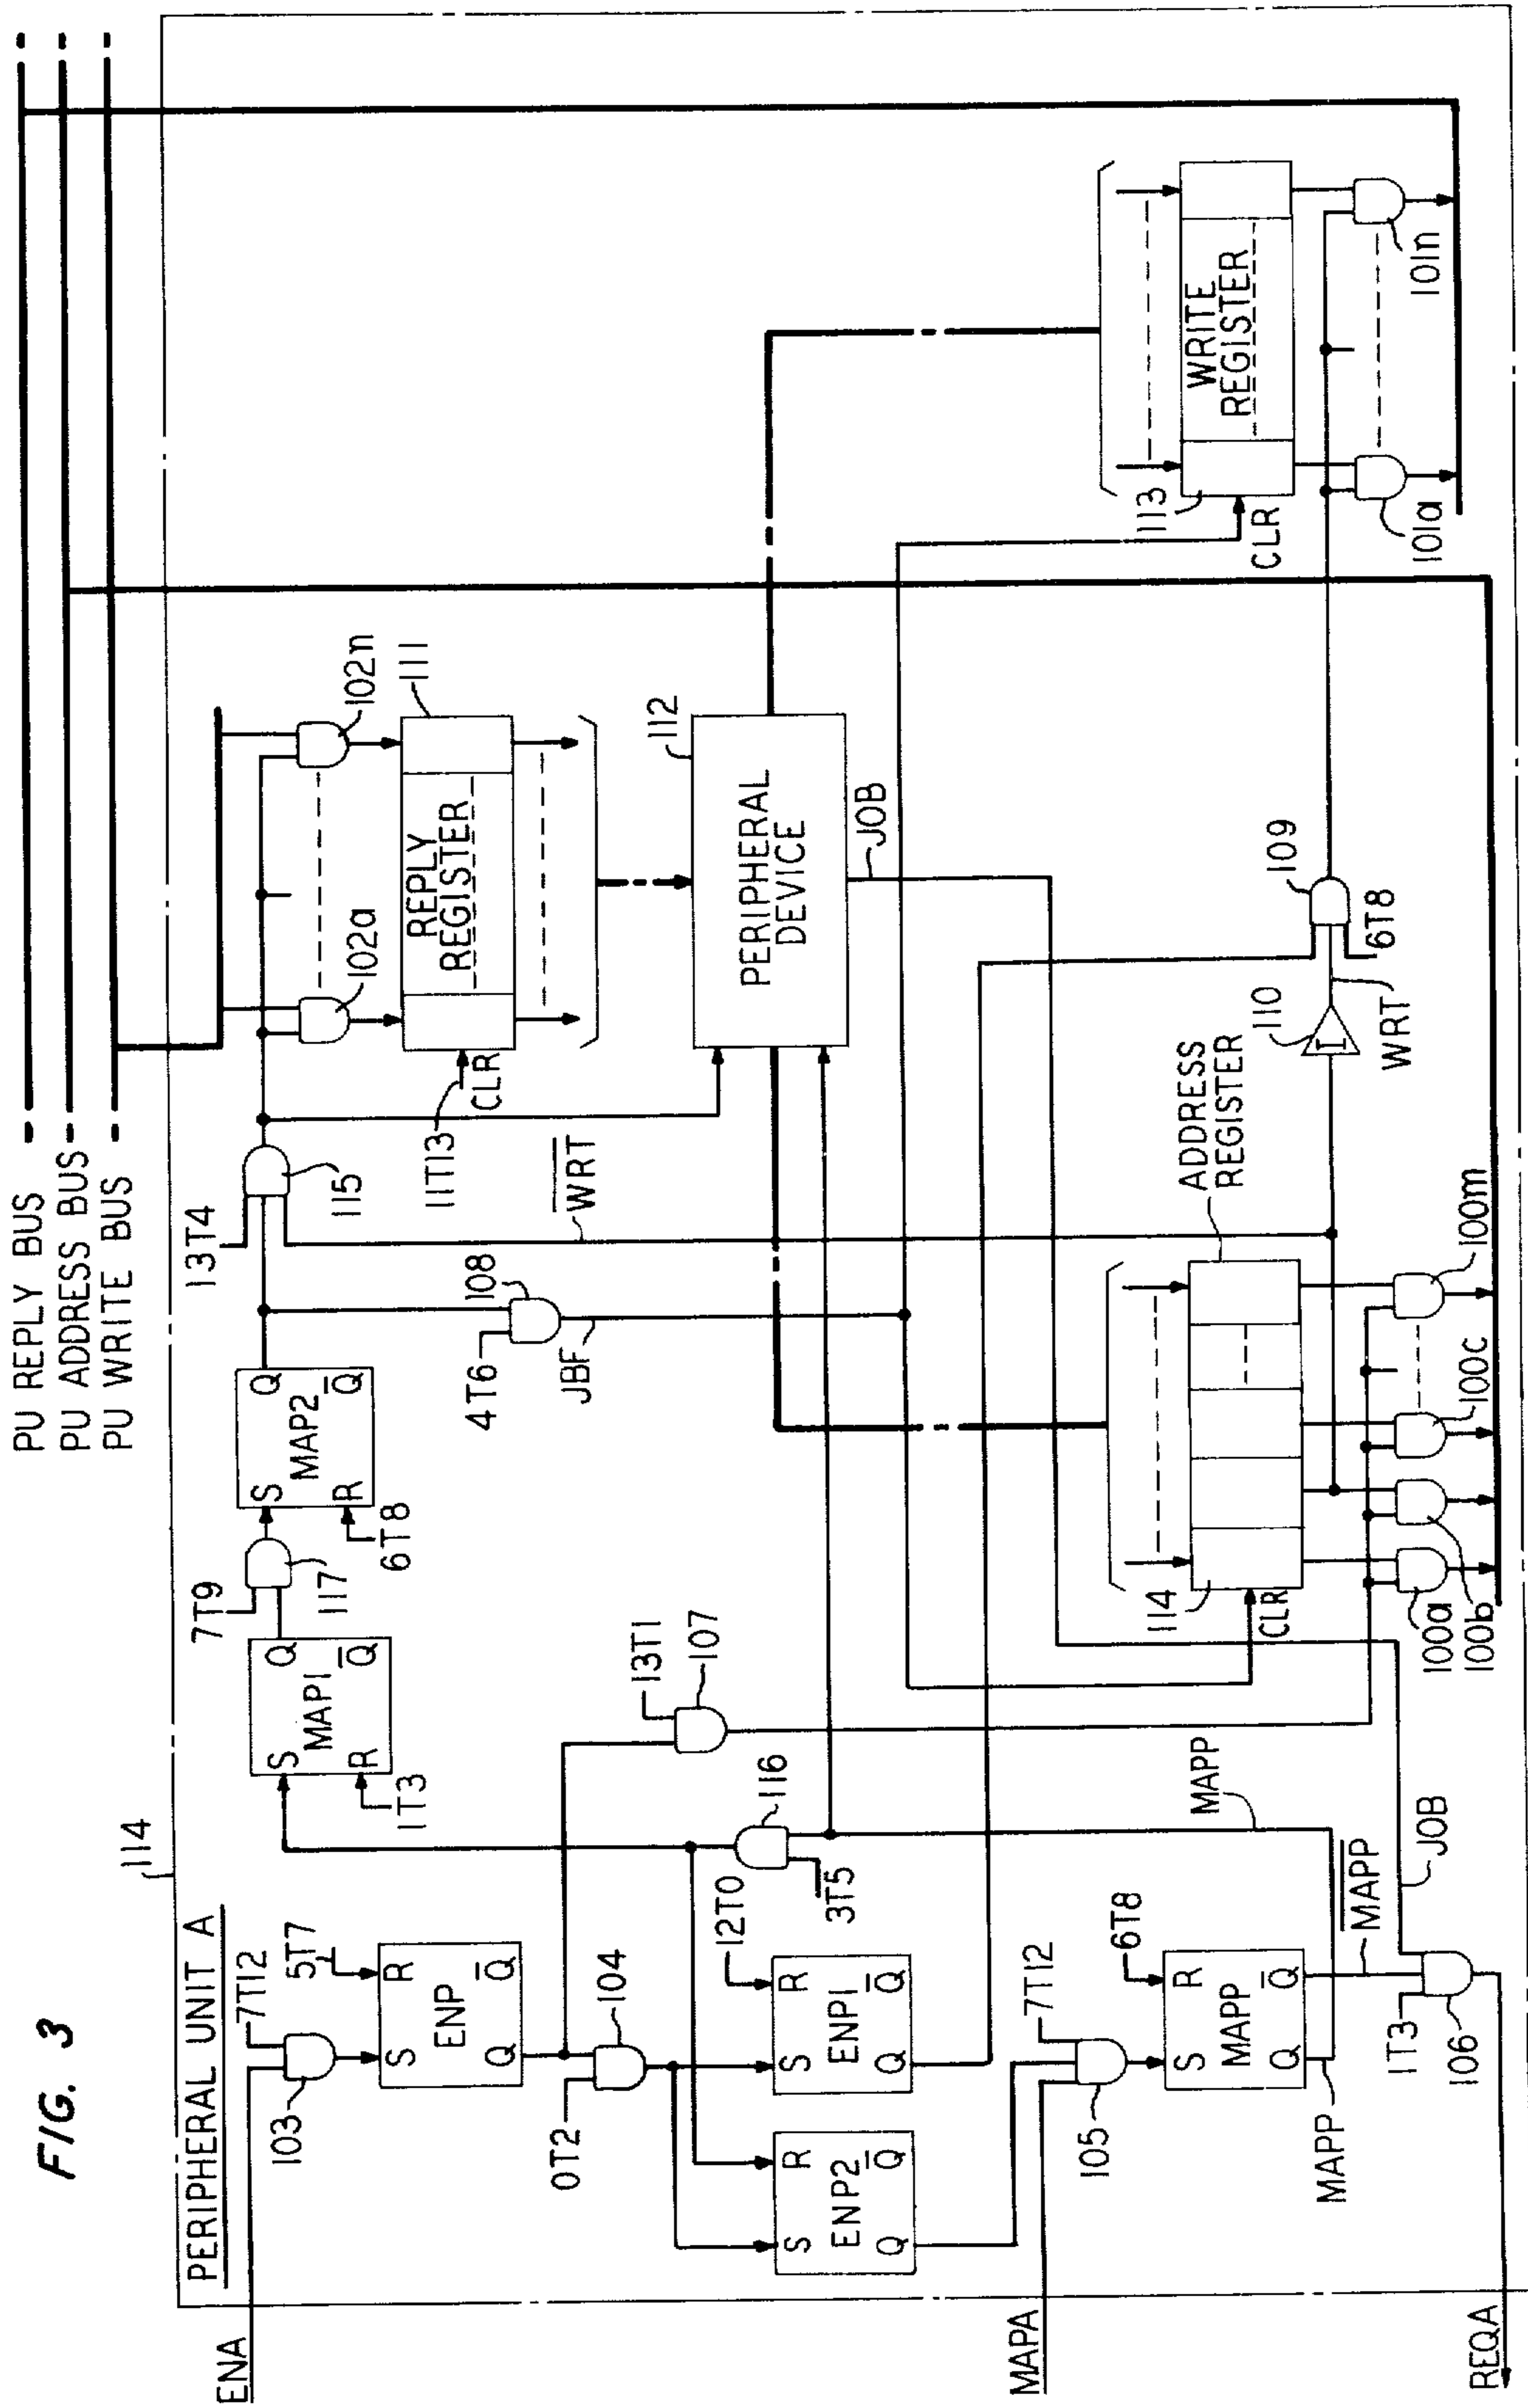 FIG. 3
PU REPLY BUS
PU ADDRESS BUS
PU WRITE BUS
PERIPHERAL UNIT A
114
ENA
7T12
103
5T7
S
R
ENP
Q
Q̅
0T2
104
12T0
S
R
ENP1
Q
Q̅
S
R
ENP2
Q
Q̅
3T5
116
MAPA
7T12
105
6T8
S
R
MAPP
Q
Q̅
MAPP
MAPP
M̅A̅P̅P̅
1T3
106
JOB
REQA
S
R
MAP1
Q
Q̅
1T3
7T9
117
S
R
MAP2
Q
Q̅
6T8
13T1
107
4T6
108
JBF
13T4
115
W̅R̅T̅
102a
102n
REPLY
REGISTER
111
11T13
CLR
PERIPHERAL
DEVICE
112
JOB
ADDRESS
REGISTER
114
CLR
100a
100b
100c
100m
110
WRT
109
6T8
WRITE
REGISTER
113
CLR
101a
101n